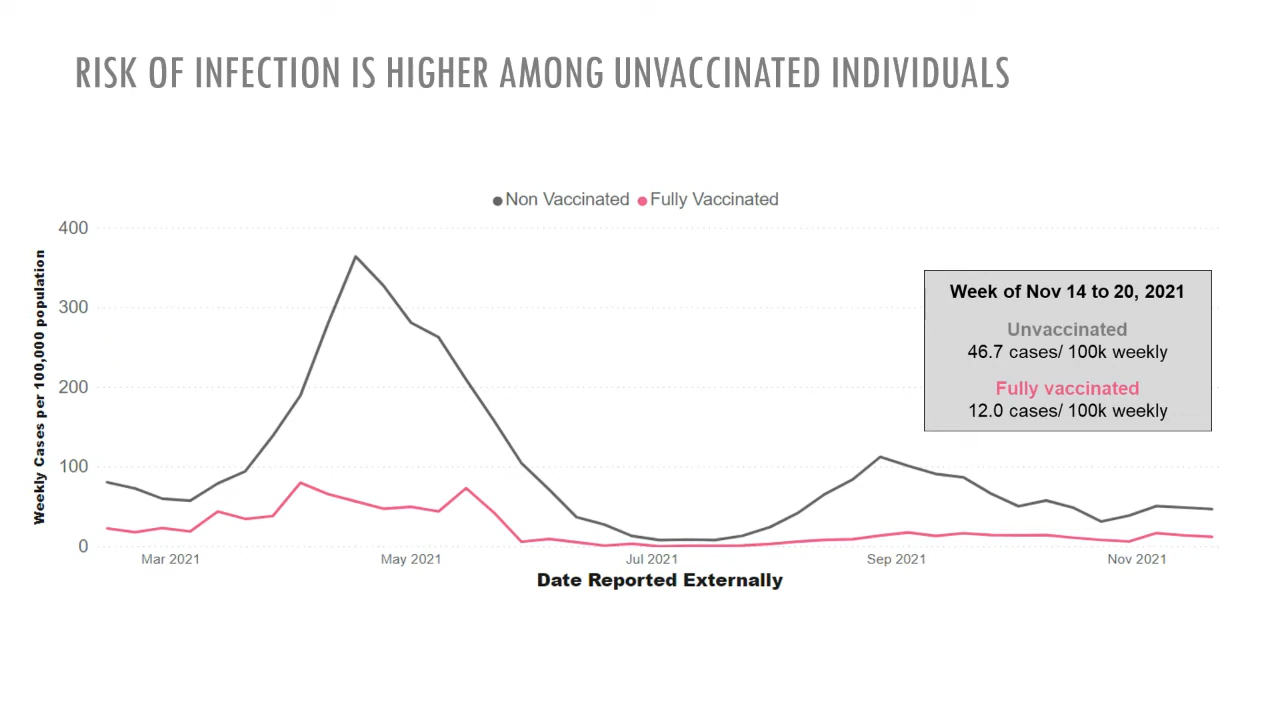 RISK OF INFECTION IS HIGHER AMONG UNVACCINATED INDIVIDUALS
Non Vaccinated Fully Vaccinated
Weekly Cases per 100,000 population
400
300
200
100
0
Week of Nov 14 to 20, 2021
Unvaccinated
46.7 cases/ 100k weekly
Fully vaccinated
12.0 cases/ 100k weekly
Mar 2021 May 2021 Jul 2021 Sep 2021 Nov 2021
Date Reported Externally